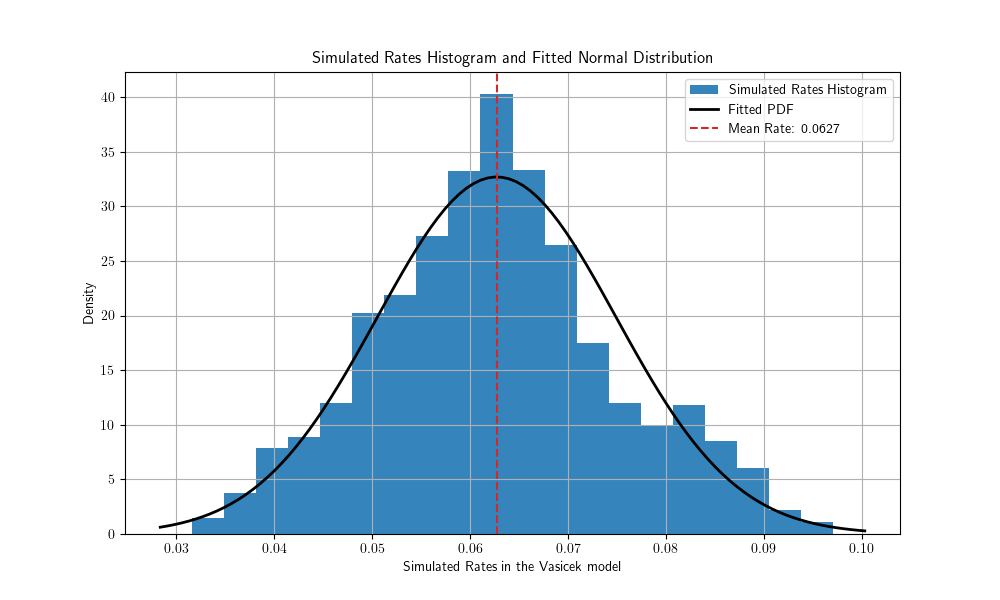 Simulated Rates Histogram and Fitted Normal Distribution
Simulated Rates Histogram
Fitted PDF
Mean Rate: 0.0627
Density
40
35
30
25
20
15
10
5
0
0.03 0.04 0.05 0.06 0.07 0.08 0.09 0.10
Simulated Rates in the Vasicek model